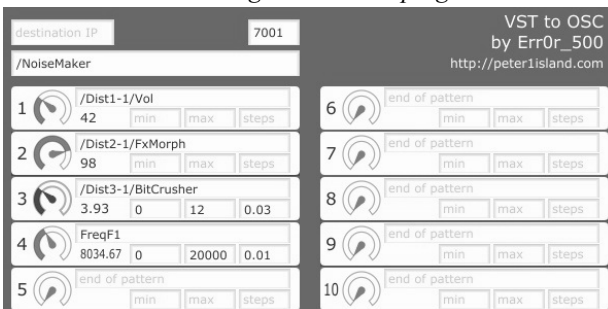 destination IP 7001
VST to OSC
by Err0r_500
/NoiseMaker
http://peter1island.com
1 /Dist1-1/Vol
42 min max steps
2 /Dist2-1/FxMorph
98 min max steps
3 /Dist3-1/BitCrusher
3.93 0 12 0.03
4 FreqF1
8034.67 0 20000 0.01
5 end of pattern
min max steps
6 end of pattern
min max steps
7 end of pattern
min max steps
8 end of pattern
min max steps
9 end of pattern
min max steps
10 end of pattern
min max steps